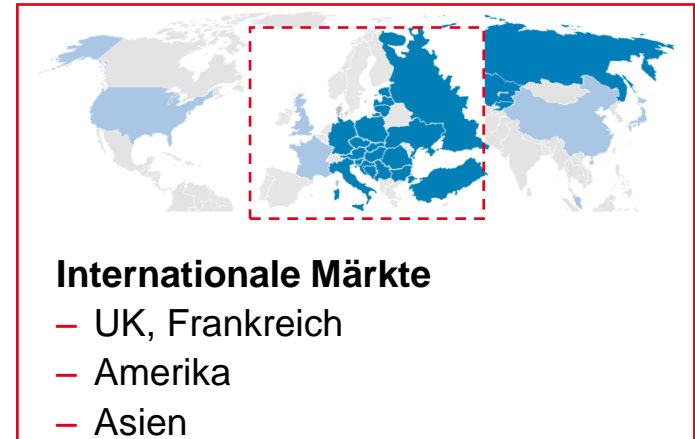 Internationale Märkte
– UK, Frankreich
– Amerika
– Asien